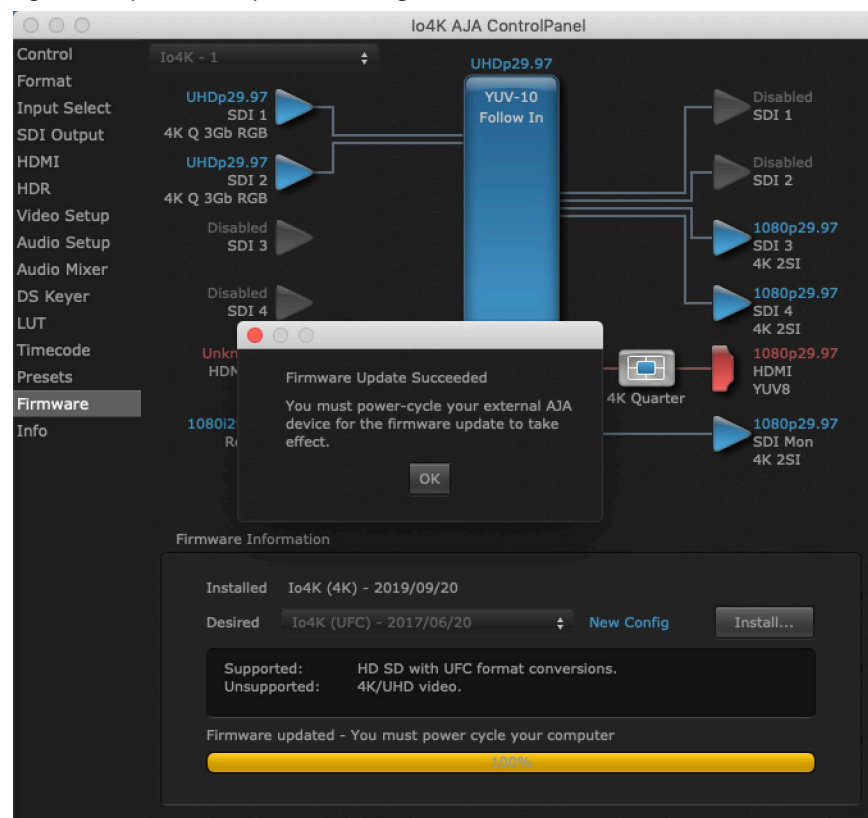 Io4K AJA ControlPanel
Control
Format
Input Select
SDI Output
HDMI
HDR
Video Setup
Audio Setup
Audio Mixer
DS Keyer
LUT
Timecode
Presets
Firmware
Info
Io4K - 1
UHDp29.97
SDI 1
4K Q 3Gb RGB
UHDp29.97
SDI 2
4K Q 3Gb RGB
Disabled
SDI 3
Disabled
SDI 4
UHDp29.97
YUV-10
Follow In
Disabled
SDI 1
Disabled
SDI 2
1080p29.97
SDI 3
4K 2SI
1080p29.97
SDI 4
4K 2SI
4K Quarter
1080p29.97
HDMI
YUV8
1080p29.97
SDI Mon
4K 2SI
Firmware Update Succeeded
You must power-cycle your external AJA
device for the firmware update to take
effect.
OK
Firmware Information
Installed Io4K (4K) - 2019/09/20
Desired Io4K (UFC) - 2017/06/20 New Config Install...
Supported: HD SD with UFC format conversions.
Unsupported: 4K/UHD video.
Firmware updated - You must power cycle your computer
100%